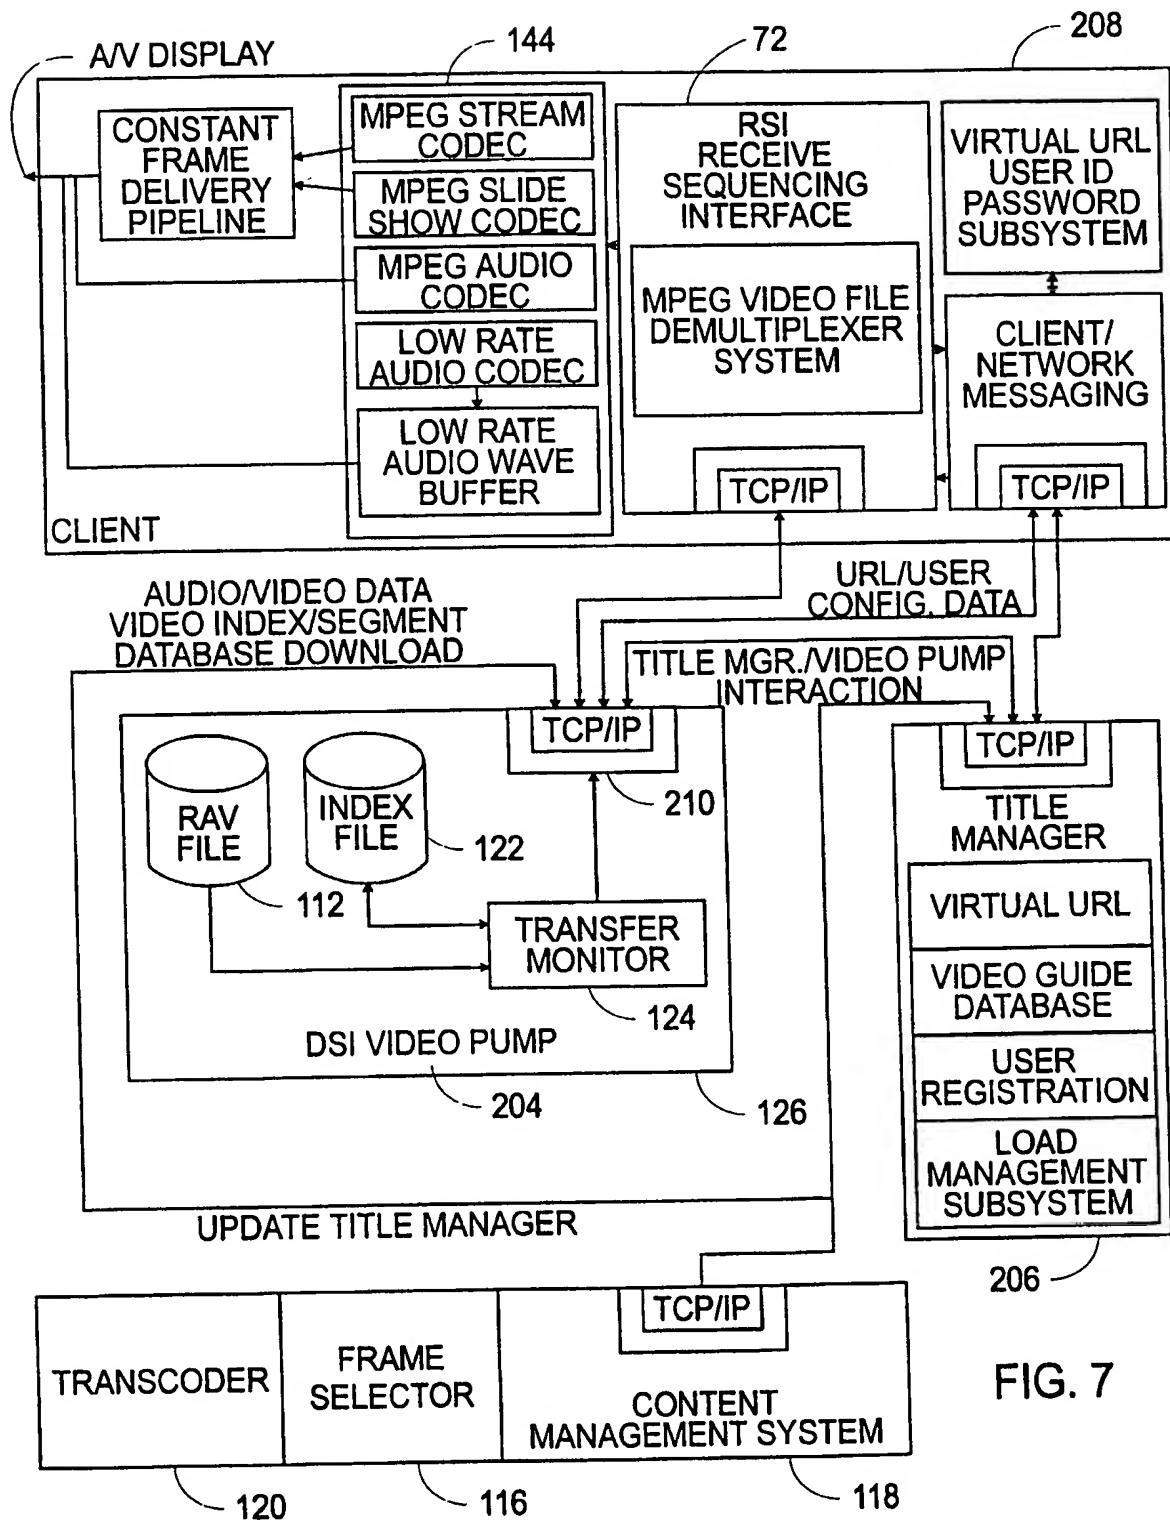 A/V DISPLAY
144
72
208
CONSTANT
FRAME
DELIVERY
PIPELINE
MPEG STREAM
CODEC
MPEG SLIDE
SHOW CODEC
MPEG AUDIO
CODEC
LOW RATE
AUDIO CODEC
LOW RATE
AUDIO WAVE
BUFFER
RSI
RECEIVE
SEQUENCING
INTERFACE
MPEG VIDEO FILE
DEMULTIPLEXER
SYSTEM
TCP/IP
VIRTUAL URL
USER ID
PASSWORD
SUBSYSTEM
CLIENT/
NETWORK
MESSAGING
TCP/IP
CLIENT
AUDIO/VIDEO DATA
VIDEO INDEX/SEGMENT
DATABASE DOWNLOAD
URL/USER
CONFIG. DATA
TITLE MGR./VIDEO PUMP
INTERACTION
TCP/IP
210
RAV
FILE
112
INDEX
FILE
122
TRANSFER
MONITOR
124
DSI VIDEO PUMP
204
126
TCP/IP
TITLE
MANAGER
VIRTUAL URL
VIDEO GUIDE
DATABASE
USER
REGISTRATION
LOAD
MANAGEMENT
SUBSYSTEM
206
UPDATE TITLE MANAGER
TRANSCODER
FRAME
SELECTOR
TCP/IP
CONTENT
MANAGEMENT SYSTEM
120
116
118
FIG. 7